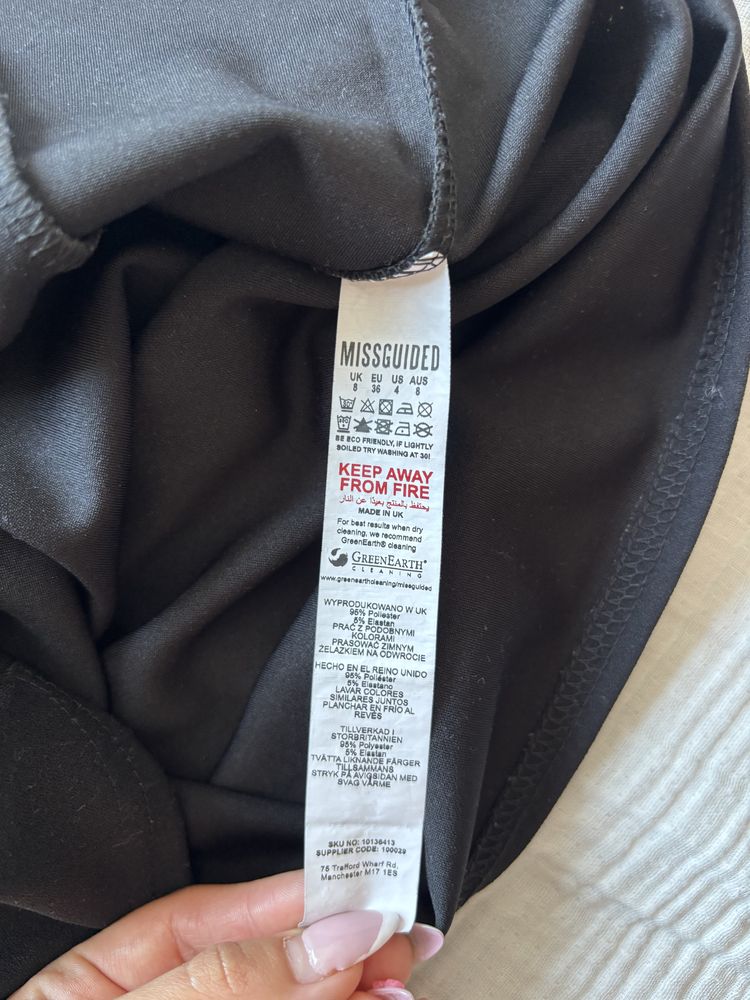 MISSGUIDED
UK EU US AUS
8 36 4 8
BE ECO FRIENDLY, IF LIGHTLY
SOILED TRY WASHING AT 30!
KEEP AWAY
FROM FIRE
يحتفظ بالمنتج بعيدًا عن النار
MADE IN UK
For best results when dry
cleaning, we recommend
GreenEarth® cleaning
GREENEARTH®
CLEANING
www.greenearthcleaning/missguided
WYPRODUKOWANO W UK
95% Poliester
5% Elastan
PRAĆ Z PODOBNYMI
KOLORAMI
PRASOWAĆ ZIMNYM
ŻELAZKIEM NA ODWROCIE
HECHO EN EL REINO UNIDO
95% Poliéster
5% Elastano
LAVAR COLORES
SIMILARES JUNTOS
PLANCHAR EN FRÍO AL
REVÉS
TILLVERKAD I
STORBRITANNIEN
95% Polyester
5% Elastan
TVÄTTA LIKNANDE FÄRGER
TILLSAMMANS
STRYK PÅ AVIGSIDAN MED
SVAG VÄRME
SKU NO: 10136413
SUPPLIER CODE: 100029
75 Trafford Wharf Rd,
Manchester M17 1ES